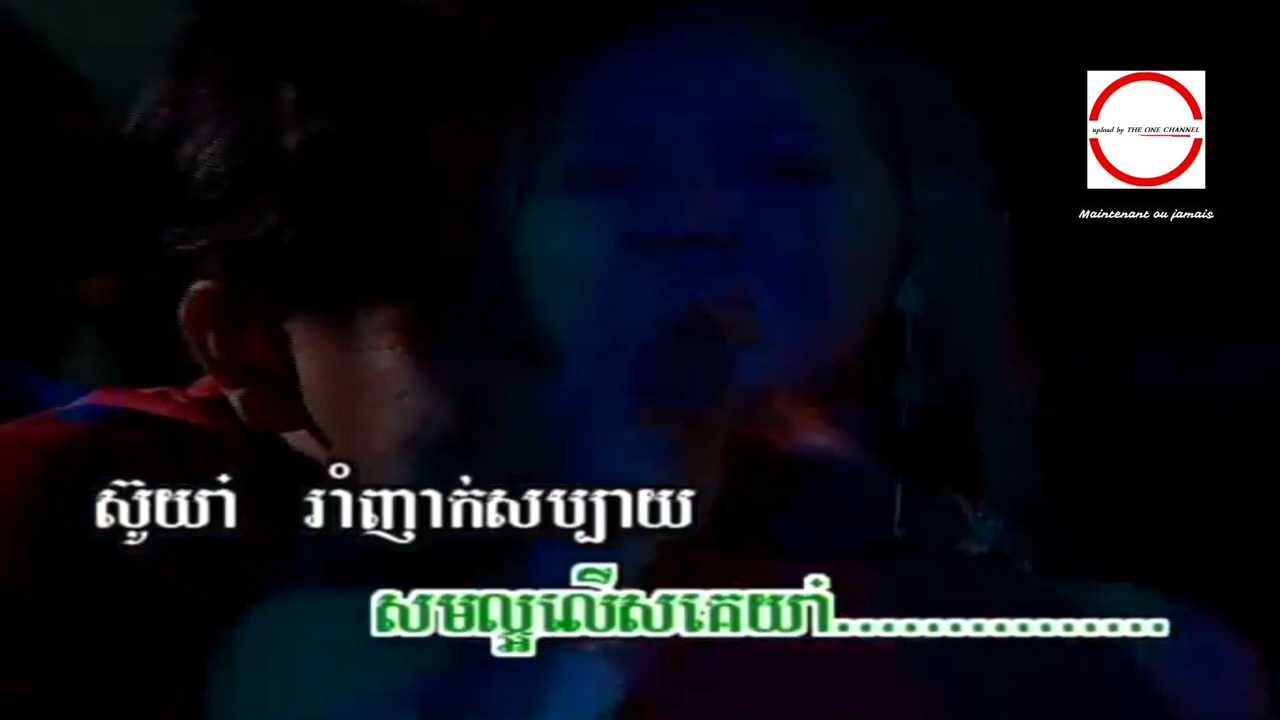 upload by THE ONE CHANNEL
Maintenant ou jamais
ស៊ូយ៉ាំ រាំញាក់សប្បាយ
សមល្អលើសគេយ៉ាំ................